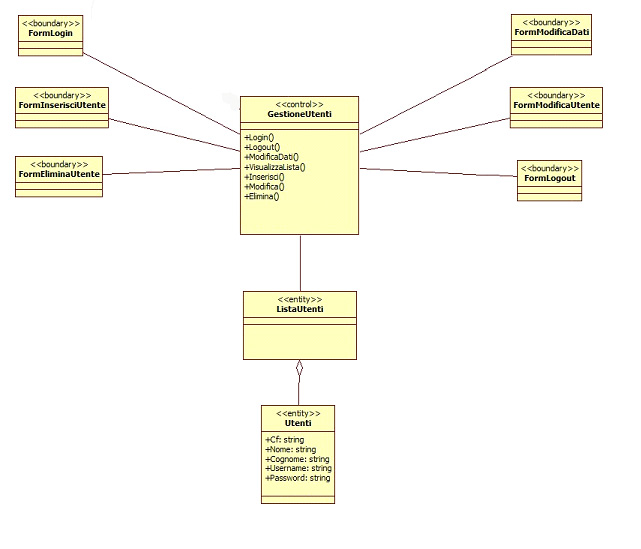 <<boundary>>
FormLogin
<<boundary>>
FormInserisciUtente
<<boundary>>
FormEliminaUtente
<<control>>
GestioneUtenti
+Login()
+Logout()
+ModificaDati()
+VisualizzaLista()
+Inserisci()
+Modifica()
+Elimina()
<<boundary>>
FormModificaDati
<<boundary>>
FormModificaUtente
<<boundary>>
FormLogout
<<entity>>
ListaUtenti
<<entity>>
Utenti
+Cf: string
+Nome: string
+Cognome: string
+Username: string
+Password: string